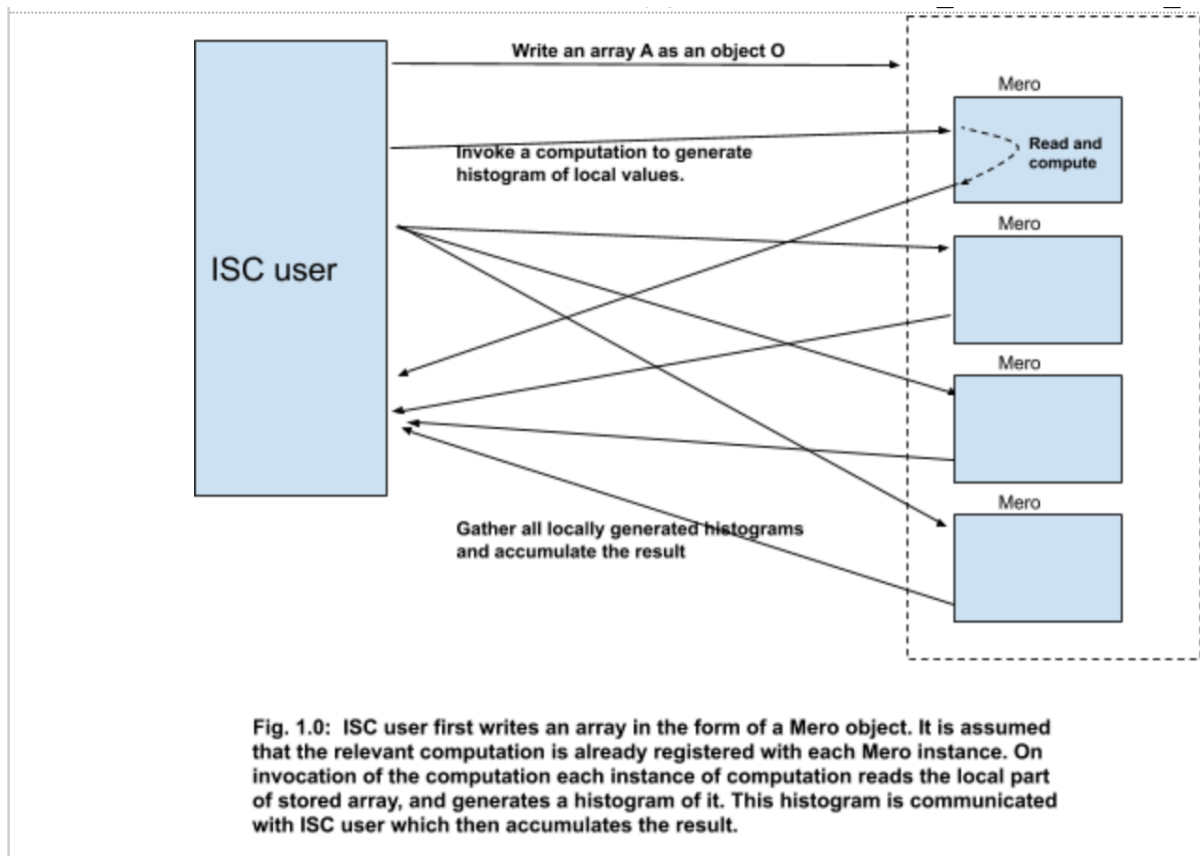 Write an array A as an object O
Mero
Read and
compute
Invoke a computation to generate
histogram of local values.
Mero
ISC user
Mero
Mero
Gather all locally generated histograms
and accumulate the result
Fig. 1.0:  ISC user first writes an array in the form of a Mero object. It is assumed
that the relevant computation is already registered with each Mero instance. On
invocation of the computation each instance of computation reads the local part
of stored array, and generates a histogram of it. This histogram is communicated
with ISC user which then accumulates the result.